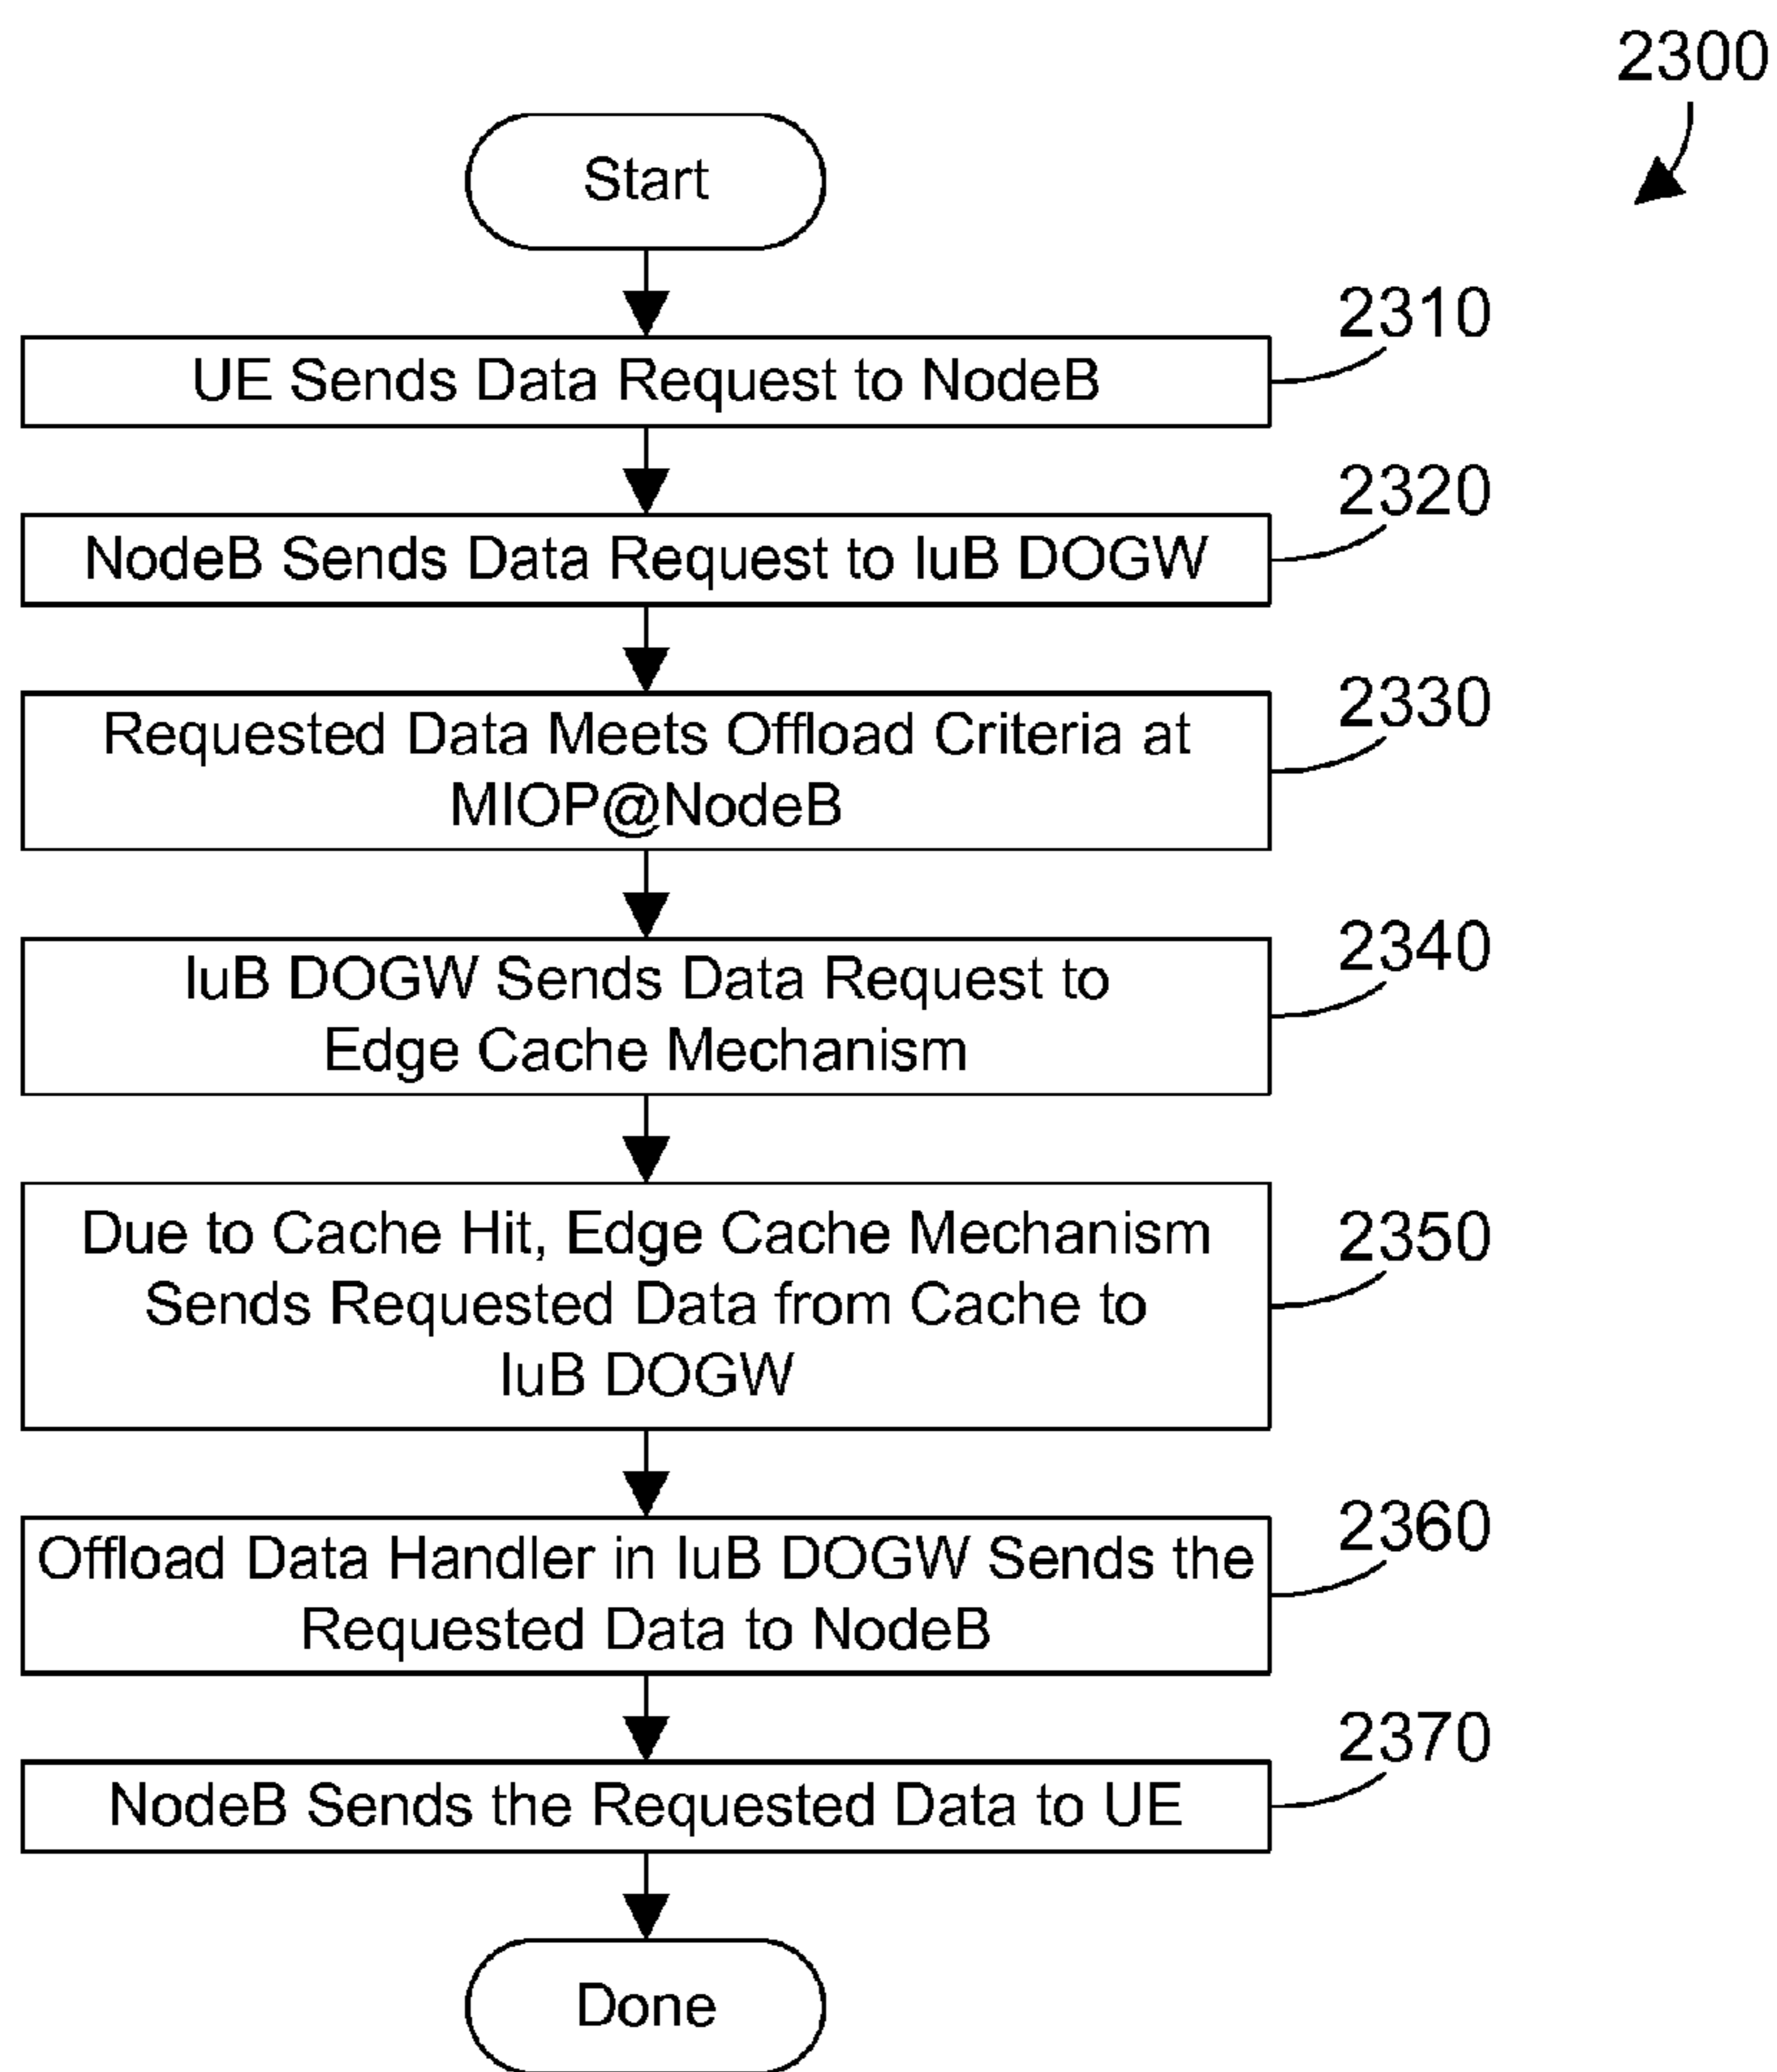 2300
Start
2310
UE Sends Data Request to NodeB
2320
NodeB Sends Data Request to IuB DOGW
2330
Requested Data Meets Offload Criteria at
MIOP@NodeB
2340
IuB DOGW Sends Data Request to
Edge Cache Mechanism
2350
Due to Cache Hit, Edge Cache Mechanism
Sends Requested Data from Cache to
IuB DOGW
2360
Offload Data Handler in IuB DOGW Sends the
Requested Data to NodeB
2370
NodeB Sends the Requested Data to UE
Done